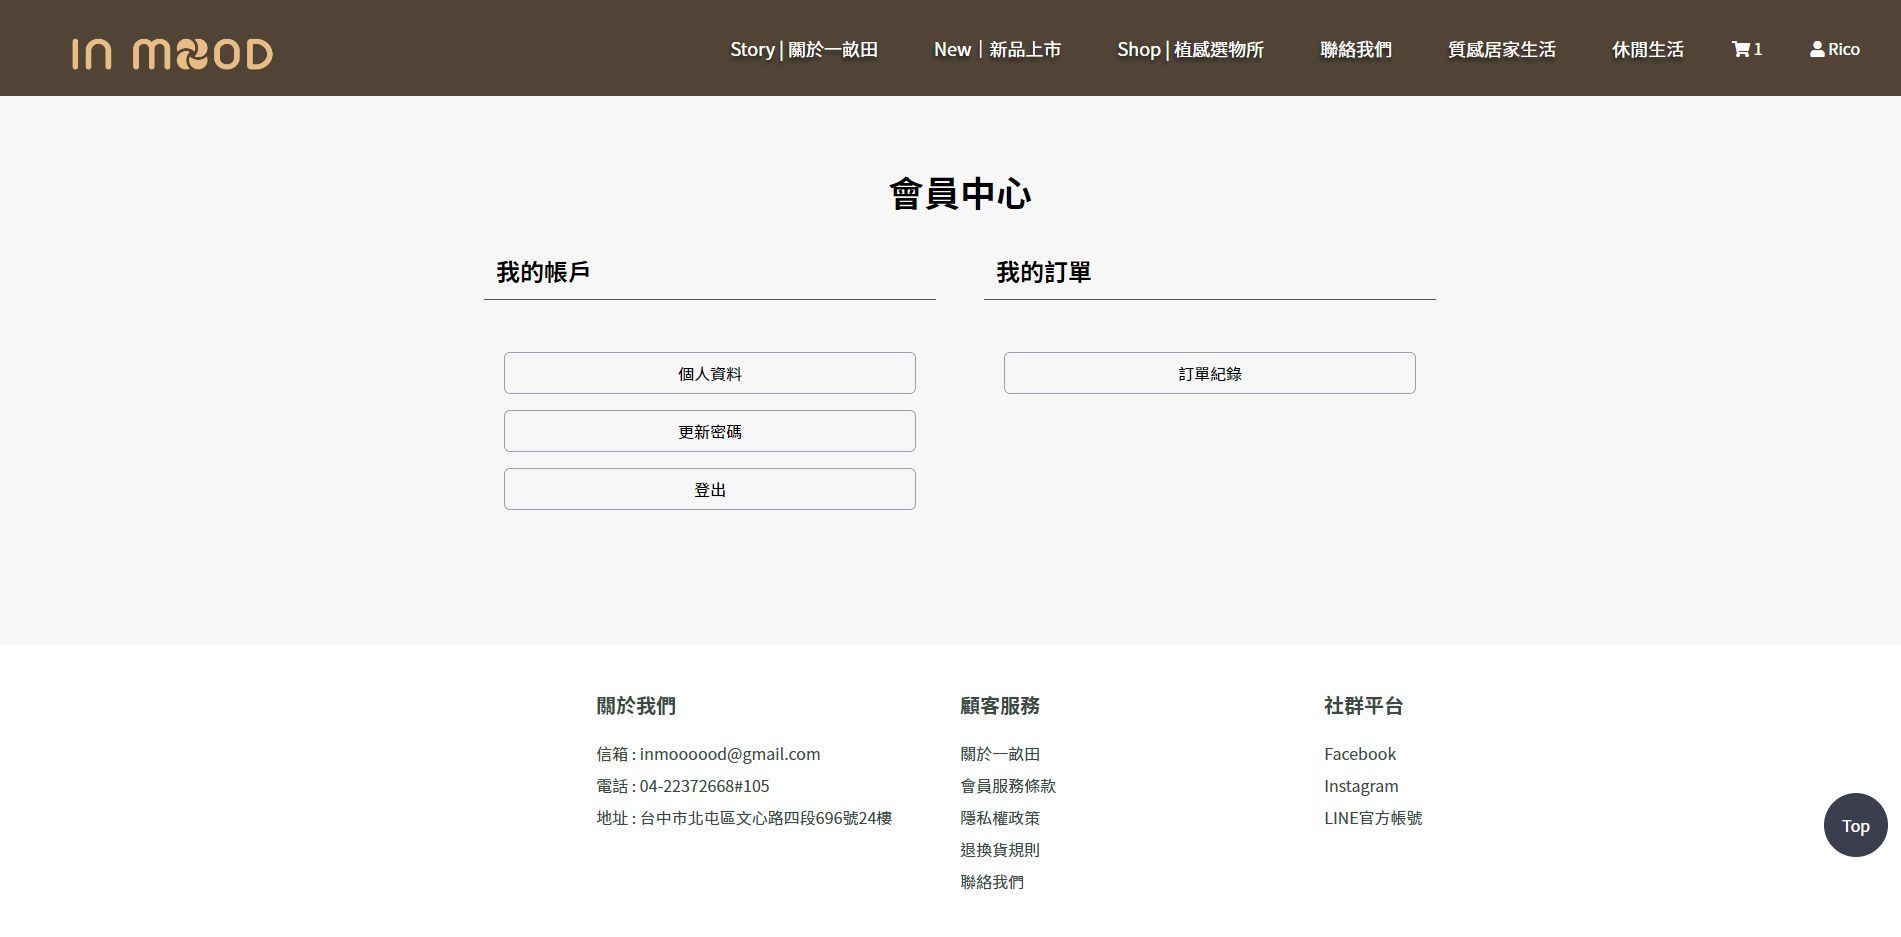 IN MOOD
Story | 關於一畝田
New｜新品上市
Shop | 植感選物所
聯絡我們
質感居家生活
休閒生活
1
Rico
會員中心
我的帳戶
個人資料
更新密碼
登出
我的訂單
訂單紀錄
關於我們
信箱 : inmoooood@gmail.com
電話 : 04-22372668#105
地址 : 台中市北屯區文心路四段696號24樓
顧客服務
關於一畝田
會員服務條款
隱私權政策
退換貨規則
聯絡我們
社群平台
Facebook
Instagram
LINE官方帳號
Top